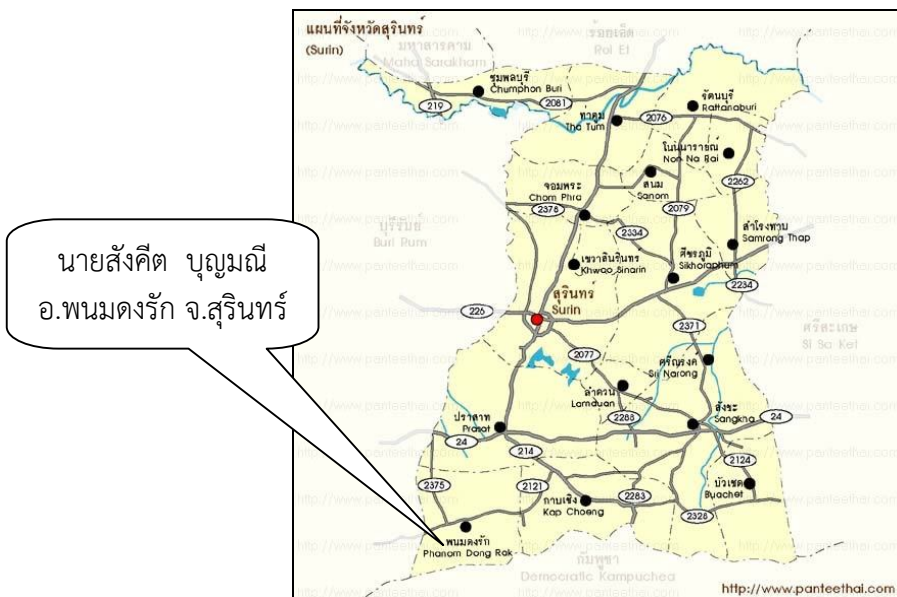 นายสังคีต บุญมณี
อ.พนมดงรัก จ.สุรินทร์
แผนที่จังหวัดสุรินทร์
(Surin)
มหาสารคาม
Maha Sarakham
ร้อยเอ็ด
Roi Et
ชุมพลบุรี
Chumphon Buri
219
2081
ท่าตูม
Tha Tum
2076
รัตนบุรี
Rattanaburi
โนนนารายณ์
Non Na Rai
สนม
Sanom
2262
จอมพระ
Chom Phra
2378
2079
2334
บุรีรัมย์
Buri Rum
สำโรงทาบ
Samrong Thap
เขวาสินรินทร์
Khwao Sinarin
ศีขรภูมิ
Sikhoraphum
2234
สุรินทร์
Surin
226
2371
ศรีสะเกษ
Si Sa Ket
2077
ศรีณรงค์
Sri Narong
ลำดวน
Lamduan
2288
สังขะ
Sangkha
24
ปราสาท
Prasat
24
214
2124
2375
2121
บัวเชด
Buachet
กาบเชิง
Kap Choeng
2283
2328
พนมดงรัก
Phanom Dong Rak
กัมพูชา
Democratic Kampuchea
http://www.panteethai.com